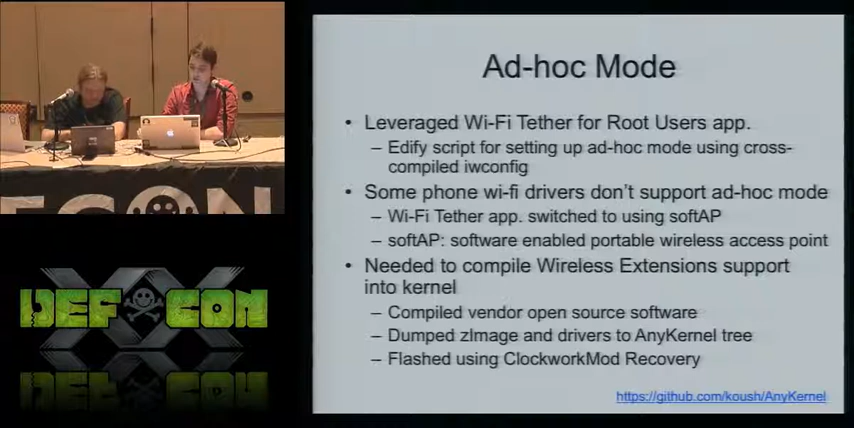 Ad-hoc Mode
• Leveraged Wi-Fi Tether for Root Users app.
– Edify script for setting up ad-hoc mode using cross-
compiled iwconfig
• Some phone wi-fi drivers don't support ad-hoc mode
– Wi-Fi Tether app. switched to using softAP
– softAP: software enabled portable wireless access point
• Needed to compile Wireless Extensions support
into kernel
– Compiled vendor open source software
– Dumped zImage and drivers to AnyKernel tree
– Flashed using ClockworkMod Recovery
https://github.com/koush/AnyKernel
DEF CON
XX